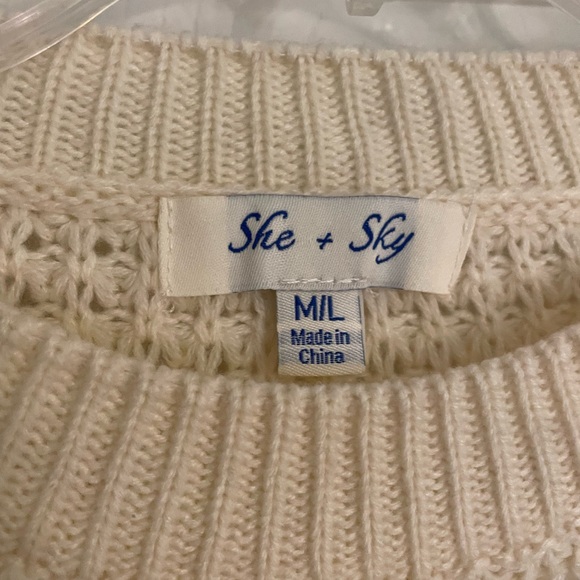 She + Sky
M/L
Made in
China